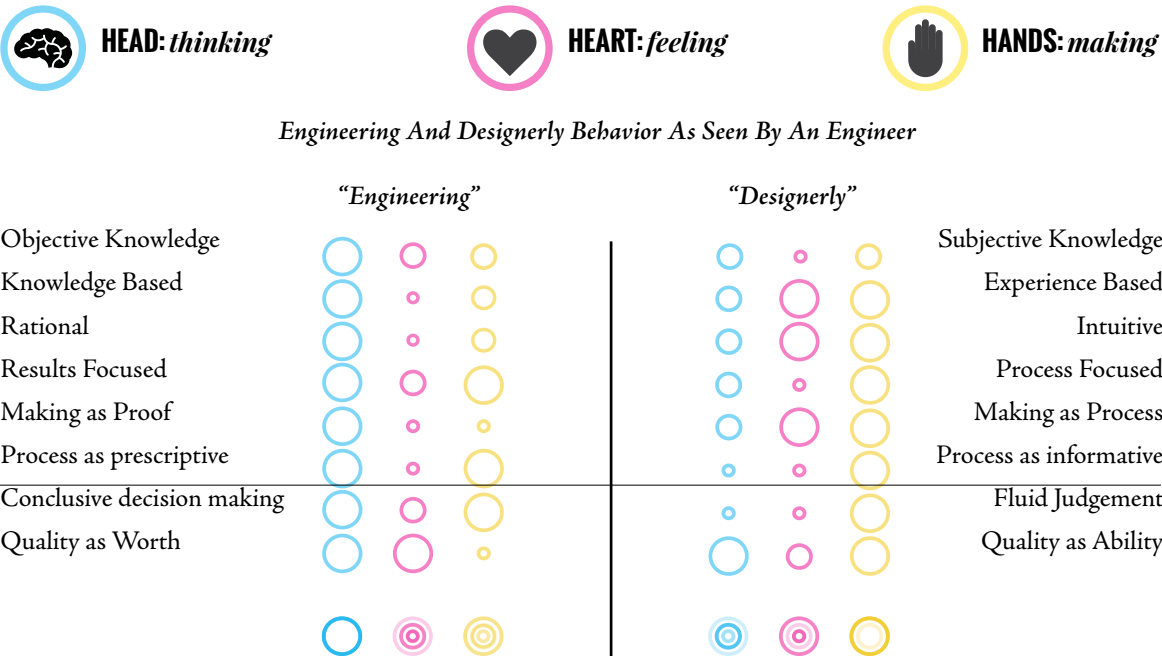 HEAD: thinking
HEART: feeling
HANDS: making
Engineering And Designerly Behavior As Seen By An Engineer
“Engineering”
“Designerly”
Objective Knowledge
Subjective Knowledge
Knowledge Based
Experience Based
Rational
Intuitive
Results Focused
Process Focused
Making as Proof
Making as Process
Process as prescriptive
Process as informative
Conclusive decision making
Fluid Judgement
Quality as Worth
Quality as Ability